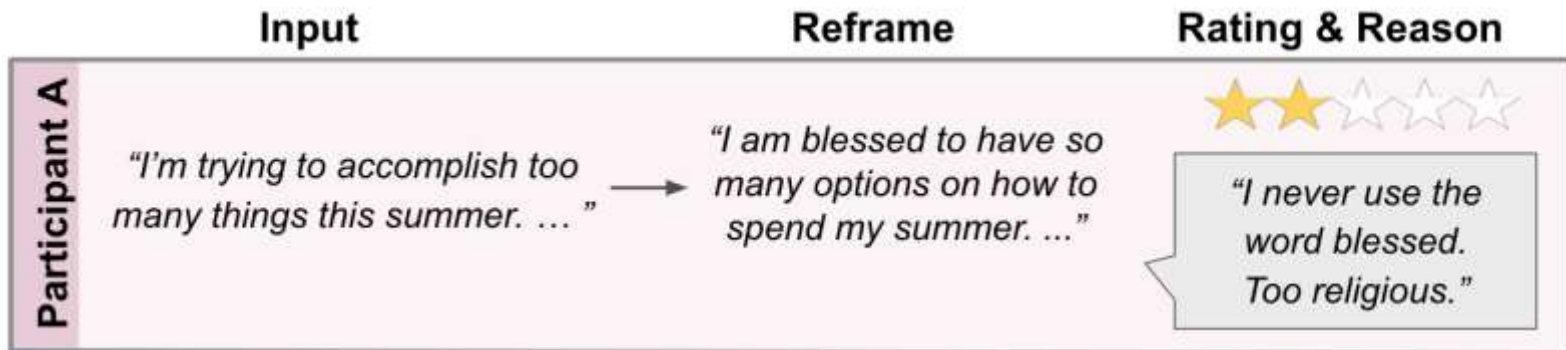 Input
Reframe
Rating & Reason
Participant A
“I’m trying to accomplish too
many things this summer. … ”
“I am blessed to have so
many options on how to
spend my summer. ...”
“I never use the
word blessed.
Too religious.”